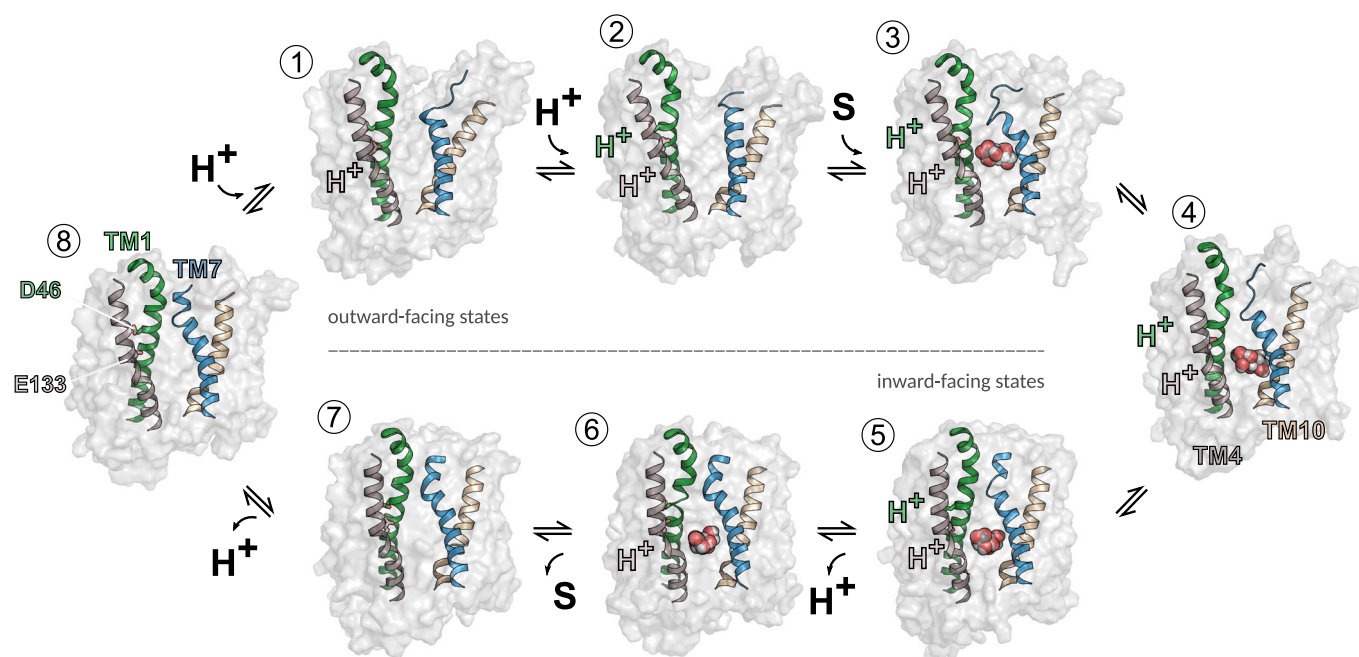 ①
②
③
H⁺
S
H⁺
H⁺
H⁺
H⁺
H⁺
H⁺
④
⑧
TM1
TM7
D46
E133
outward-facing states
H⁺
H⁺
inward-facing states
TM10
TM4
⑦
⑥
⑤
H⁺
H⁺
H⁺
H⁺
S
H⁺